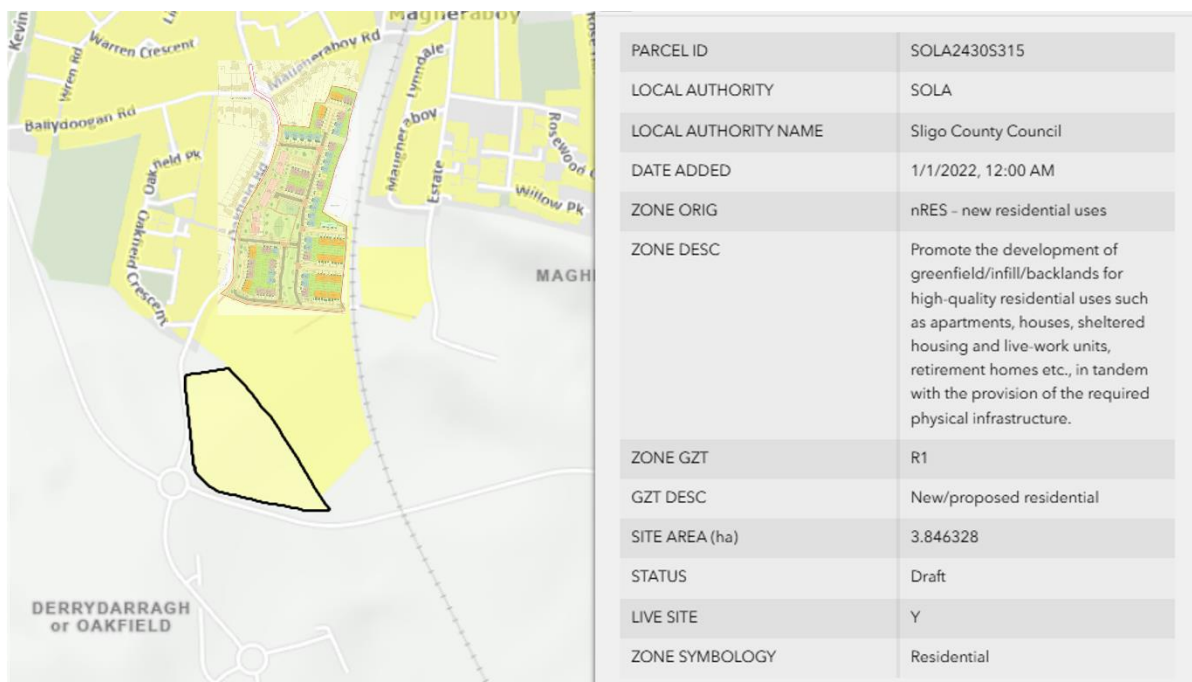 Magheraboy
Kevin
Warren Crescent
Wren Rd
Maugheraboy Rd
Lynndale
Ballydoogan Rd
Maugheraboy
Estate
Rosewood
Willow Pk
Oakfield Pk
Oakfield Rd
Oakfield Crescent
MAGH
DERRYDARRAGH
or OAKFIELD
PARCEL ID SOLA2430S315
LOCAL AUTHORITY SOLA
LOCAL AUTHORITY NAME Sligo County Council
DATE ADDED 1/1/2022, 12:00 AM
ZONE ORIG nRES – new residential uses
ZONE DESC Promote the development of
greenfield/infill/backlands for
high-quality residential uses such
as apartments, houses, sheltered
housing and live-work units,
retirement homes etc., in tandem
with the provision of the required
physical infrastructure.
ZONE GZT R1
GZT DESC New/proposed residential
SITE AREA (ha) 3.846328
STATUS Draft
LIVE SITE Y
ZONE SYMBOLOGY Residential